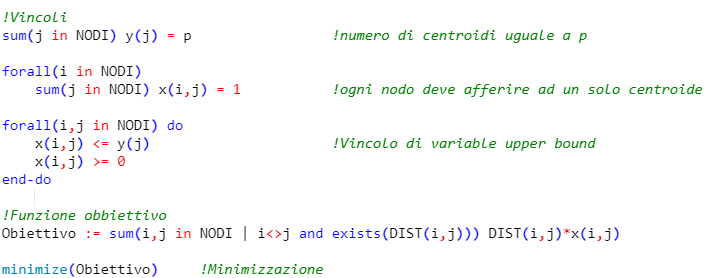 !Vincoli
sum(j in NODI) y(j) = p !numero di centroidi uguale a p
forall(i in NODI)
sum(j in NODI) x(i,j) = 1 !ogni nodo deve afferire ad un solo centroide
forall(i,j in NODI) do
x(i,j) <= y(j) !Vincolo di variable upper bound
x(i,j) >= 0
end-do
!Funzione obbiettivo
Obiettivo := sum(i,j in NODI | i<>j and exists(DIST(i,j))) DIST(i,j)*x(i,j)
minimize(Obiettivo) !Minimizzazione